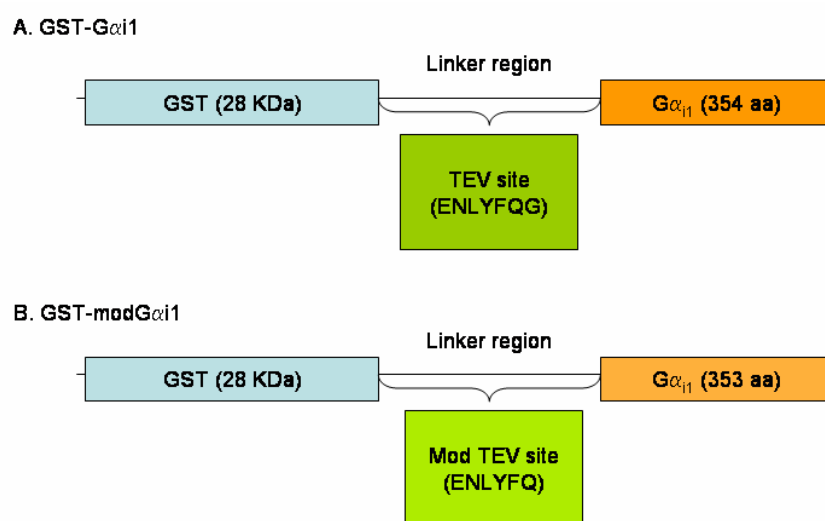 A. GST-Gαi1
Linker region
GST (28 KDa)
Gαi1 (354 aa)
TEV site
(ENLYFQG)
B. GST-modGαi1
Linker region
GST (28 KDa)
Gαi1 (353 aa)
Mod TEV site
(ENLYFQ)